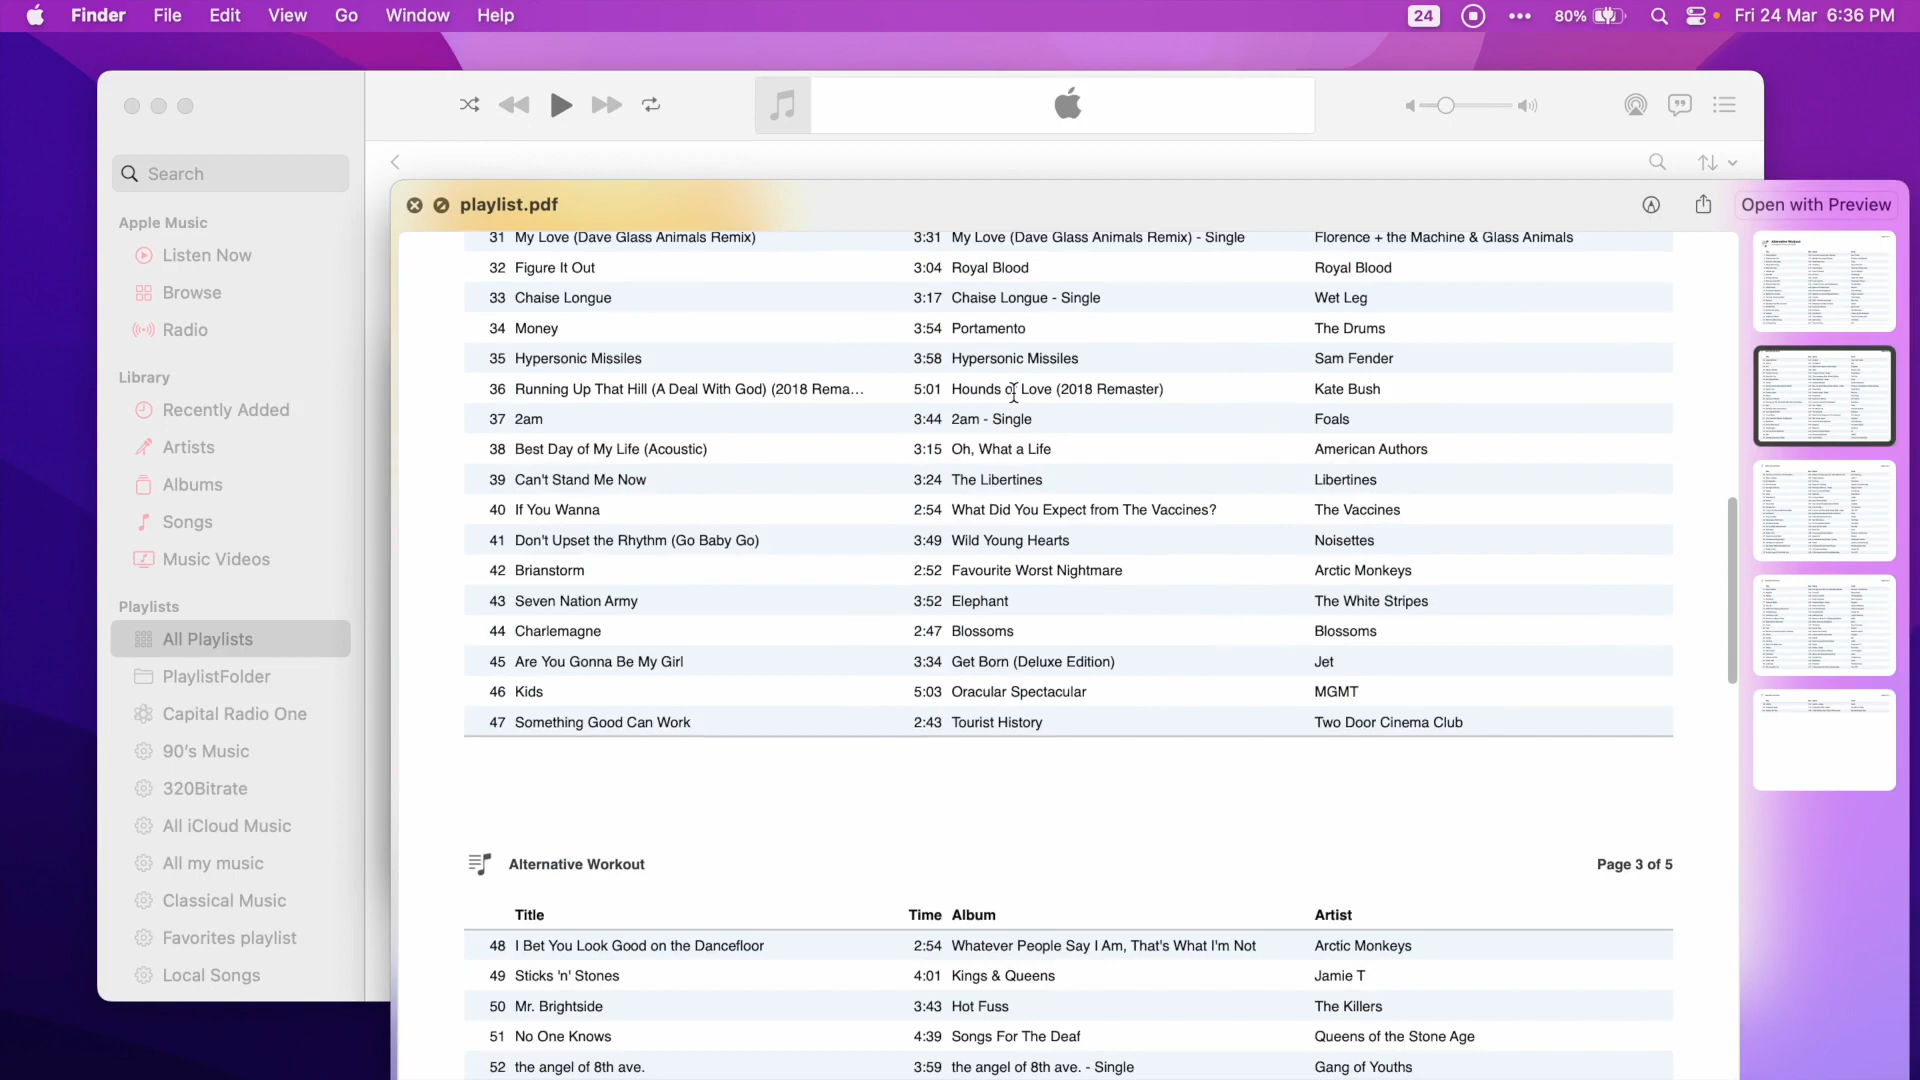 Finder File Edit View Go Window Help 24 80% Fri 24 Mar 6:36 PM
Search
Apple Music
Listen Now
Browse
Radio
Library
Recently Added
Artists
Albums
Songs
Music Videos
Playlists
All Playlists
PlaylistFolder
Capital Radio One
90's Music
320Bitrate
All iCloud Music
All my music
Classical Music
Favorites playlist
Local Songs
playlist.pdf Open with Preview
31 My Love (Dave Glass Animals Remix) 3:31 My Love (Dave Glass Animals Remix) - Single Florence + the Machine & Glass Animals
32 Figure It Out 3:04 Royal Blood Royal Blood
33 Chaise Longue 3:17 Chaise Longue - Single Wet Leg
34 Money 3:54 Portamento The Drums
35 Hypersonic Missiles 3:58 Hypersonic Missiles Sam Fender
36 Running Up That Hill (A Deal With God) (2018 Rema… 5:01 Hounds of Love (2018 Remaster) Kate Bush
37 2am 3:44 2am - Single Foals
38 Best Day of My Life (Acoustic) 3:15 Oh, What a Life American Authors
39 Can't Stand Me Now 3:24 The Libertines Libertines
40 If You Wanna 2:54 What Did You Expect from The Vaccines? The Vaccines
41 Don't Upset the Rhythm (Go Baby Go) 3:49 Wild Young Hearts Noisettes
42 Brianstorm 2:52 Favourite Worst Nightmare Arctic Monkeys
43 Seven Nation Army 3:52 Elephant The White Stripes
44 Charlemagne 2:47 Blossoms Blossoms
45 Are You Gonna Be My Girl 3:34 Get Born (Deluxe Edition) Jet
46 Kids 5:03 Oracular Spectacular MGMT
47 Something Good Can Work 2:43 Tourist History Two Door Cinema Club
Alternative Workout Page 3 of 5
Title Time Album Artist
48 I Bet You Look Good on the Dancefloor 2:54 Whatever People Say I Am, That's What I'm Not Arctic Monkeys
49 Sticks 'n' Stones 4:01 Kings & Queens Jamie T
50 Mr. Brightside 3:43 Hot Fuss The Killers
51 No One Knows 4:39 Songs For The Deaf Queens of the Stone Age
52 the angel of 8th ave. 3:59 the angel of 8th ave. - Single Gang of Youths